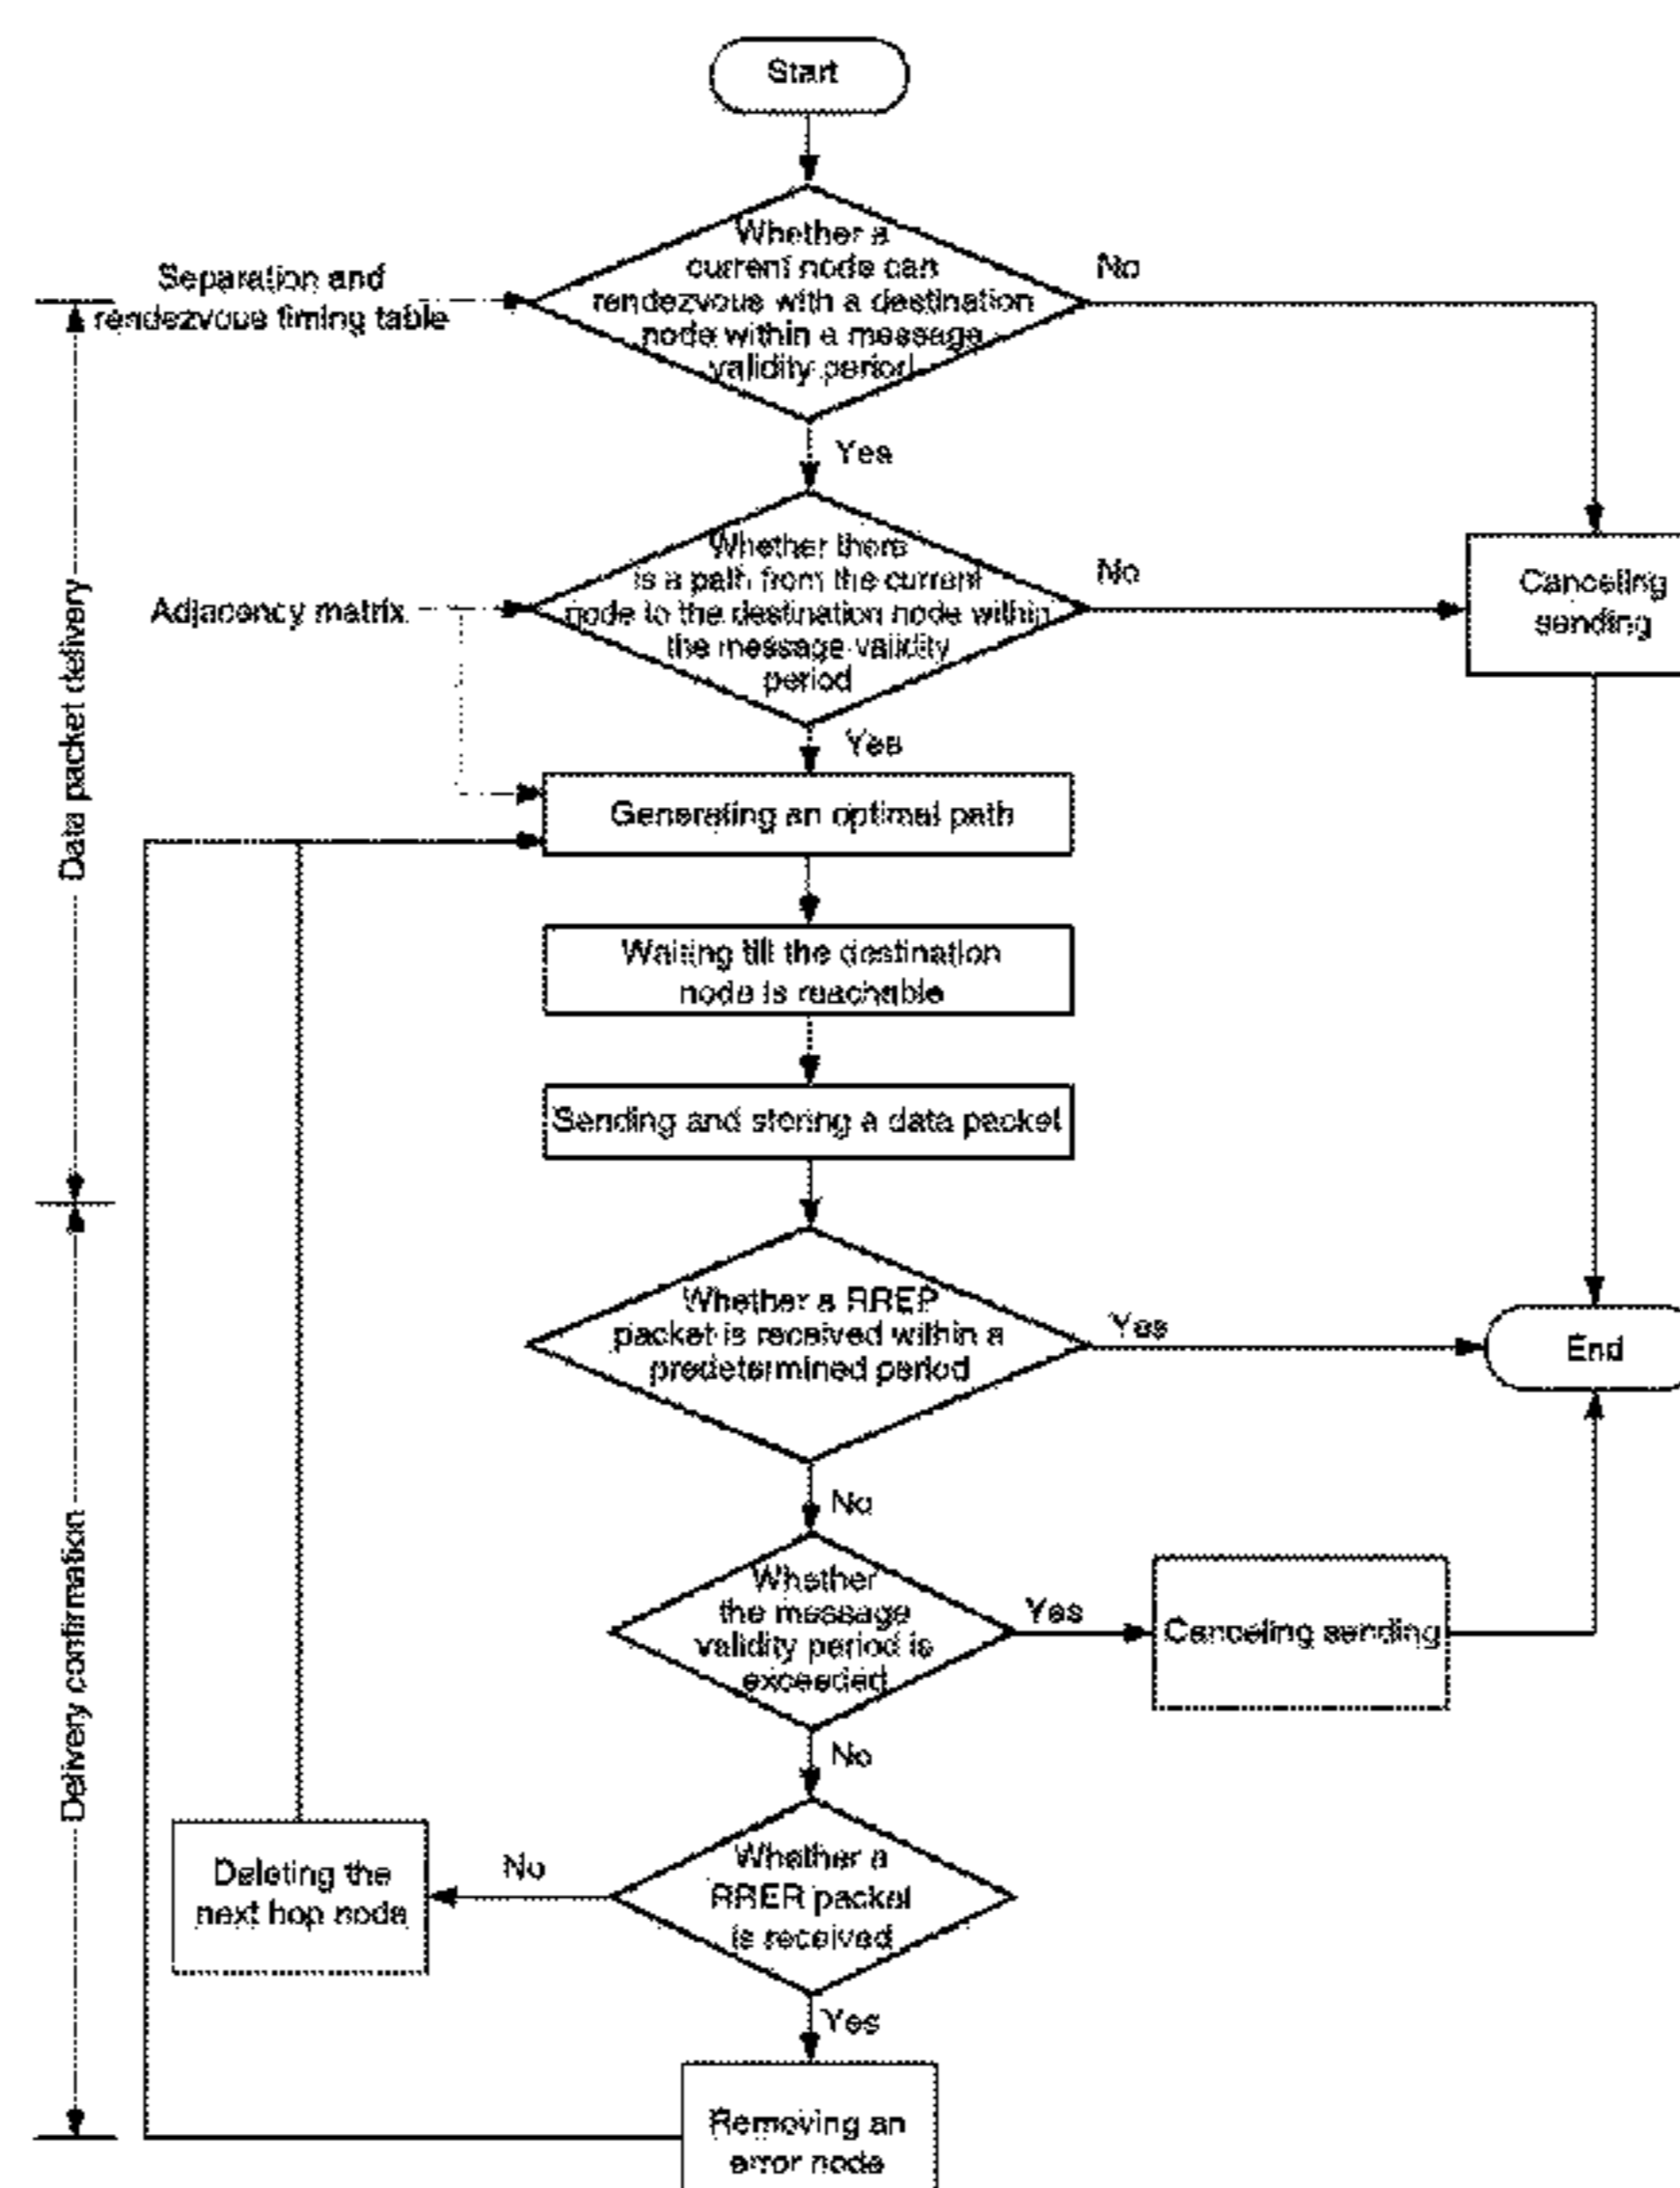 Start
Whether a
current node can
rendezvous with a destination
node within a message
validity period
No
Separation and
rendezvous timing table
Yes
Whether there
is a path from the current
node to the destination node within
the message validity
period
No
Adjacency matrix
Canceling
sending
Data packet delivery
Yes
Generating an optimal path
Waiting till the destination
node is reachable
Sending and storing a data packet
Whether a RREP
packet is received within a
predetermined period
Yes
End
No
Whether
the message
validity period is
exceeded
Yes
Canceling sending
Delivery confirmation
No
Whether a
RRER packet
is received
No
Deleting the
next hop node
Yes
Removing an
error node